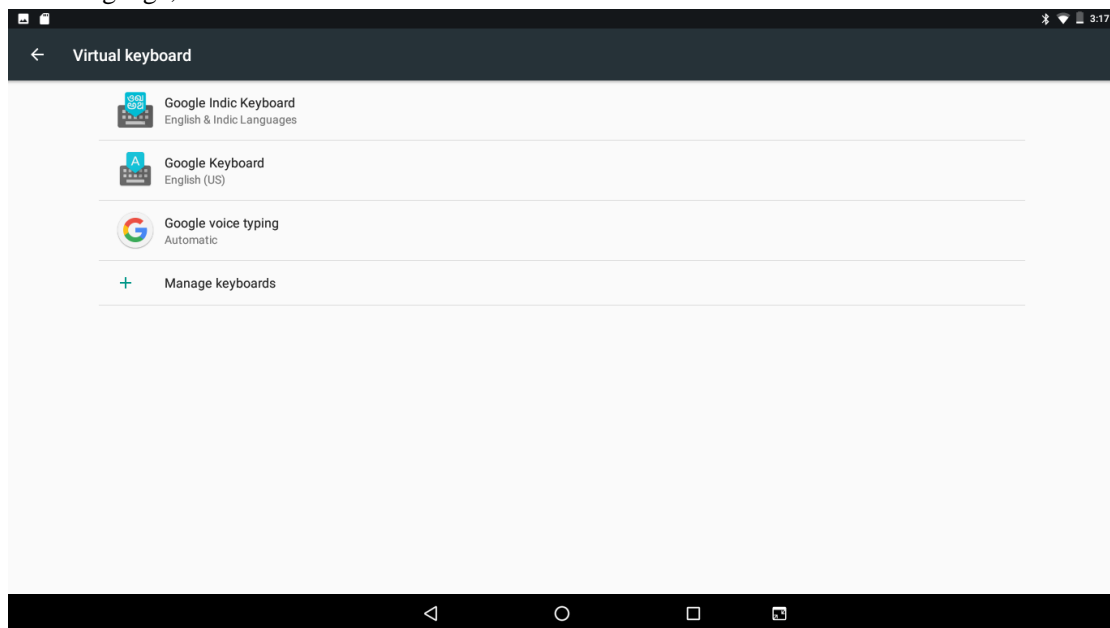 3:17
Virtual keyboard
Google Indic Keyboard
English & Indic Languages
Google Keyboard
English (US)
Google voice typing
Automatic
Manage keyboards